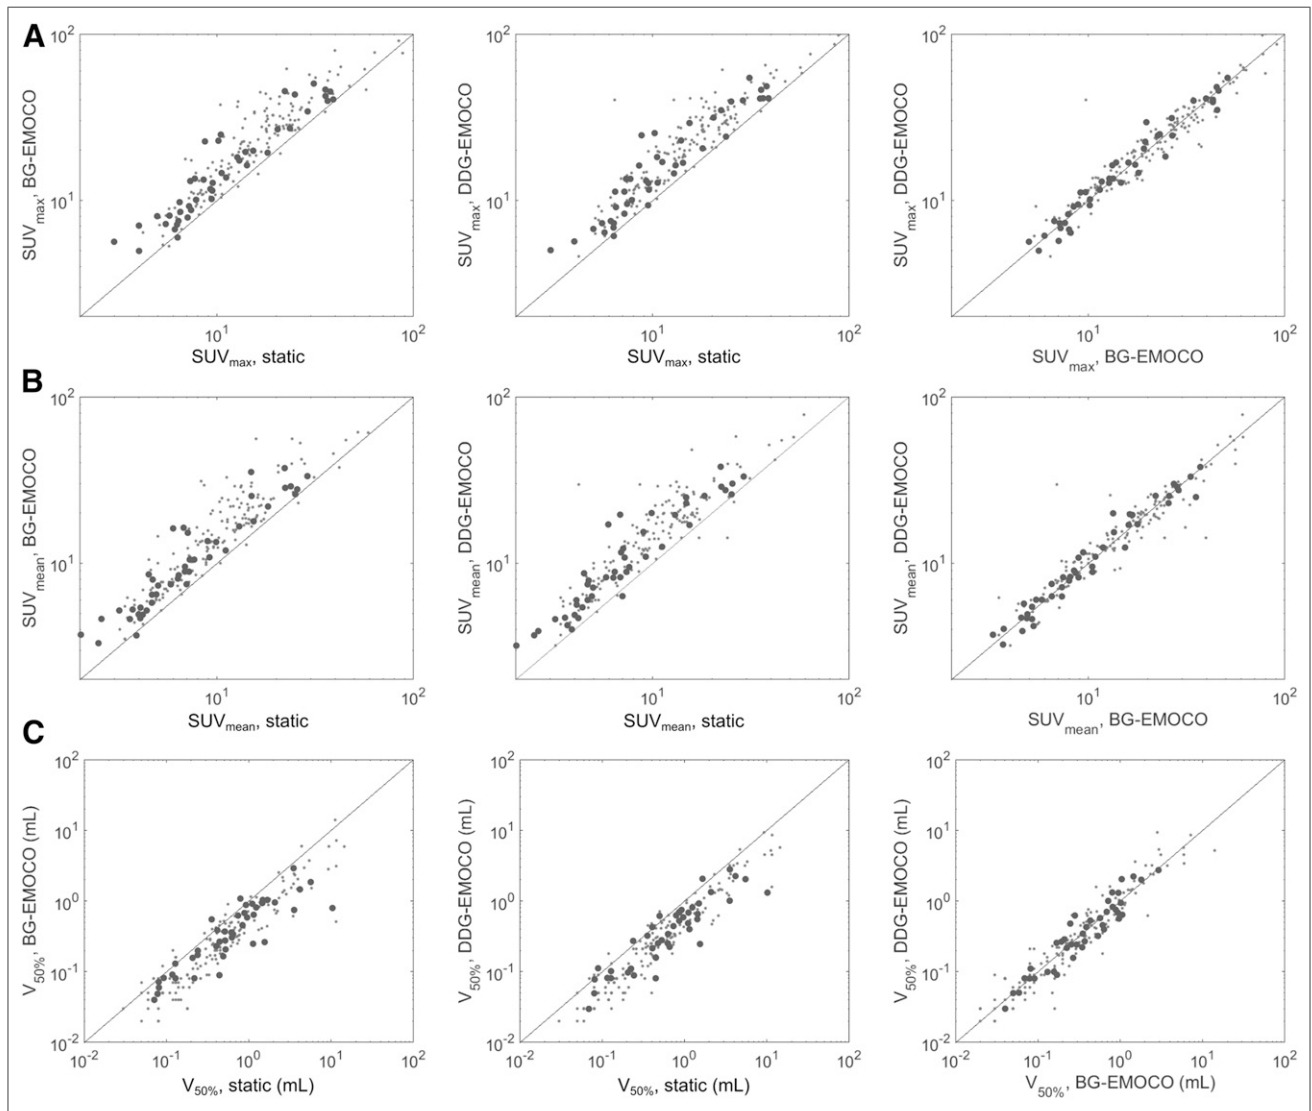 A
10² 10² 10²
SUVmax, BG-EMOCO SUVmax, DDG-EMOCO SUVmax, DDG-EMOCO
10¹ 10¹ 10¹
10¹ 10² 10¹ 10² 10¹ 10²
SUVmax, static SUVmax, static SUVmax, BG-EMOCO
B
10² 10² 10²
SUVmean, BG-EMOCO SUVmean, DDG-EMOCO SUVmean, DDG-EMOCO
10¹ 10¹ 10¹
10¹ 10² 10¹ 10² 10¹ 10²
SUVmean, static SUVmean, static SUVmean, BG-EMOCO
C
10² 10² 10²
V50%, BG-EMOCO (mL) V50%, DDG-EMOCO (mL) V50%, DDG-EMOCO (mL)
10¹ 10¹ 10¹
10⁰ 10⁰ 10⁰
10⁻¹ 10⁻¹ 10⁻¹
10⁻² 10⁻² 10⁻²
10⁻² 10⁻¹ 10⁰ 10¹ 10² 10⁻² 10⁻¹ 10⁰ 10¹ 10² 10⁻² 10⁻¹ 10⁰ 10¹ 10²
V50%, static (mL) V50%, static (mL) V50%, BG-EMOCO (mL)